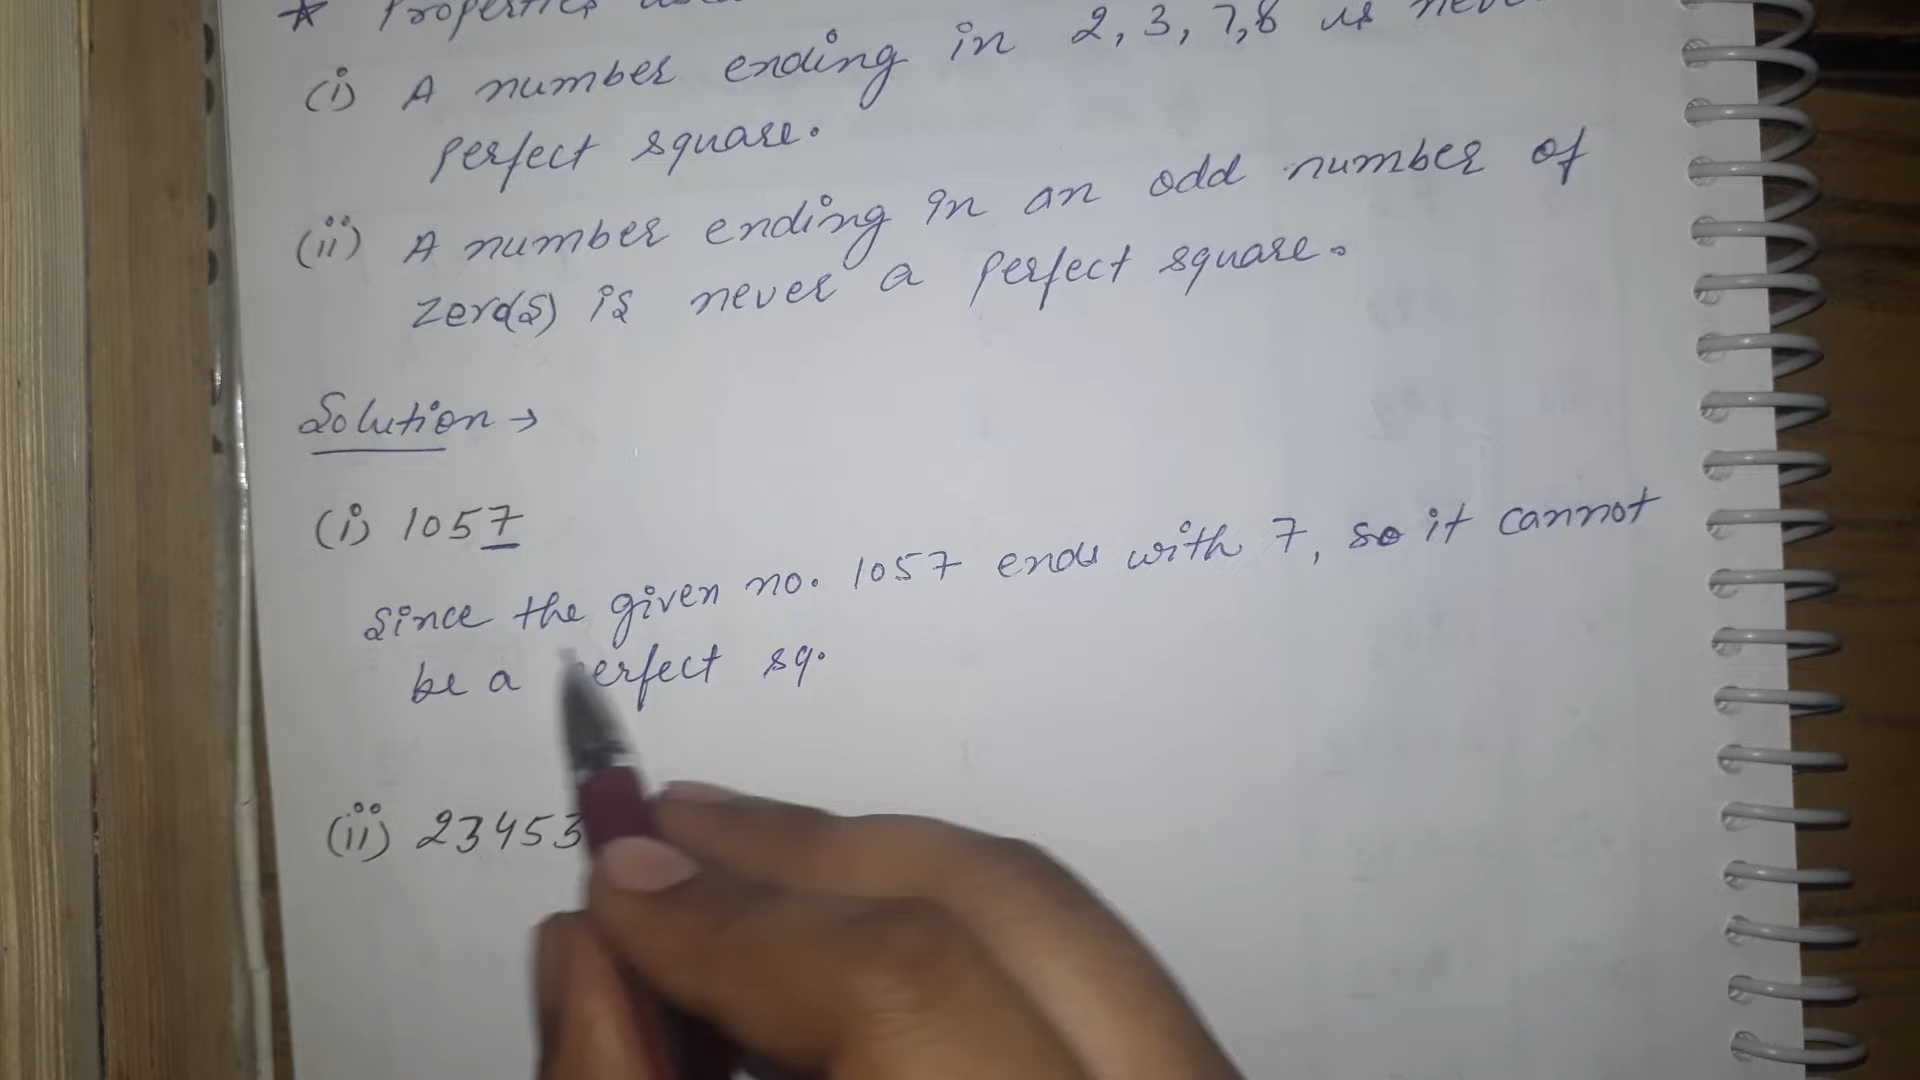 * Properties
(i) A number ending in 2, 3, 7, 8 is
perfect square.
(ii) A number ending in an odd number of
zero(s) is never a perfect square.
Solution →
(i) 1057
Since the given no. 1057 ends with 7, so it cannot
be a perfect sq.
(ii) 23453